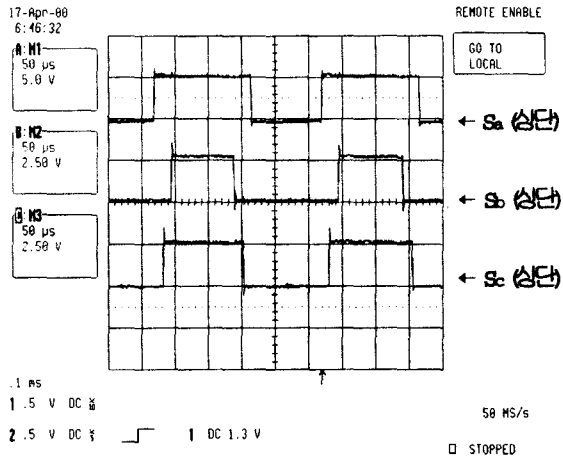 17-Apr-00
6:46:32
REMOTE ENABLE
GO TO
LOCAL
A:M1
50 µs
5.0 V
← Sa (상단)
B:M2
50 µs
2.50 V
← Sb (상단)
M3
50 µs
2.50 V
← Sc (상단)
.1 ms
1 .5 V DC
50 MS/s
2 .5 V DC
1 DC 1.3 V
STOPPED